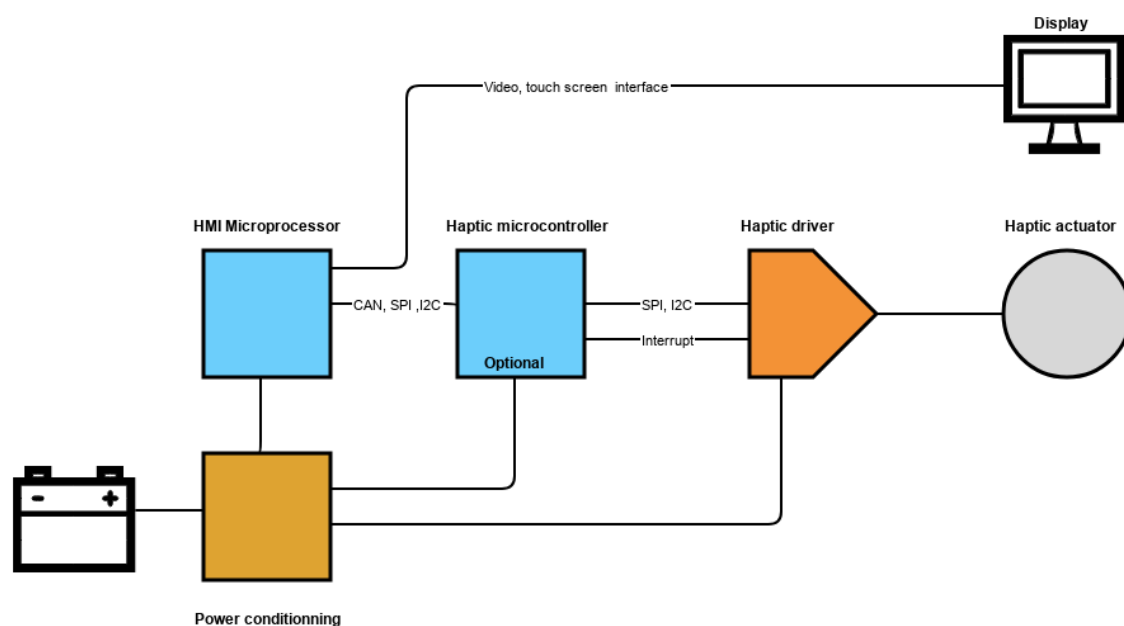 Display
Video, touch screen  interface
HMI Microprocessor
Haptic microcontroller
Haptic driver
Haptic actuator
CAN, SPI ,I2C
SPI, I2C
Interrupt
Optional
- +
Power conditionning